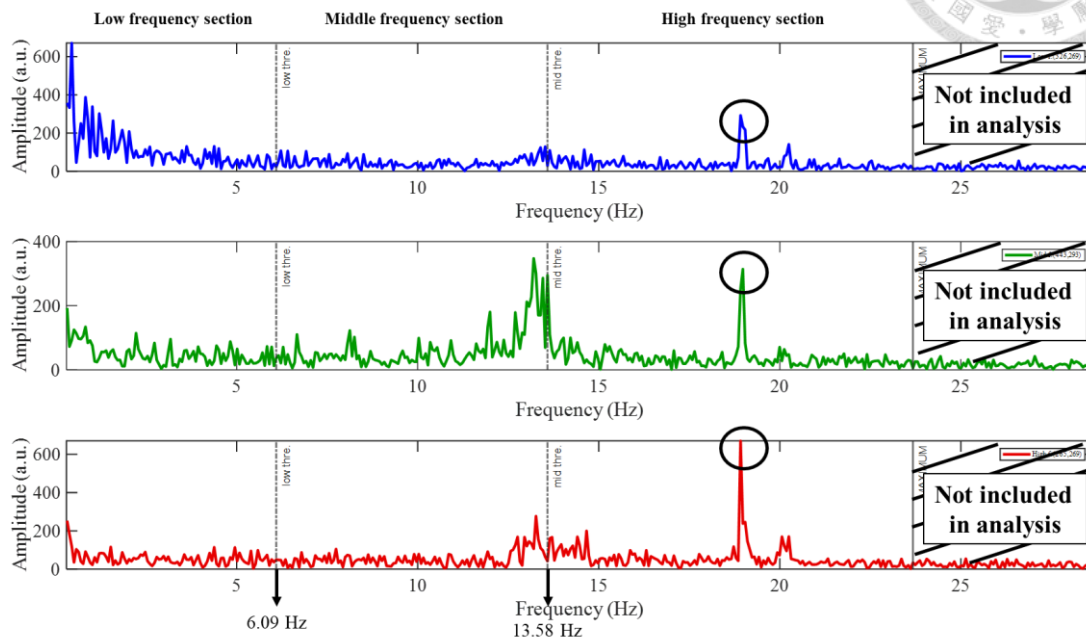 Low frequency section Middle frequency section High frequency section
國 愛 · 學
600
400
200
0
Amplitude (a.u.)
low thre.
mid thre.
Not included
in analysis
5 10 15 20 25
Frequency (Hz)
400
200
0
Amplitude (a.u.)
low thre.
mid thre.
Not included
in analysis
5 10 15 20 25
Frequency (Hz)
600
400
200
0
Amplitude (a.u.)
low thre.
mid thre.
Not included
in analysis
5 10 15 20 25
Frequency (Hz)
6.09 Hz 13.58 Hz